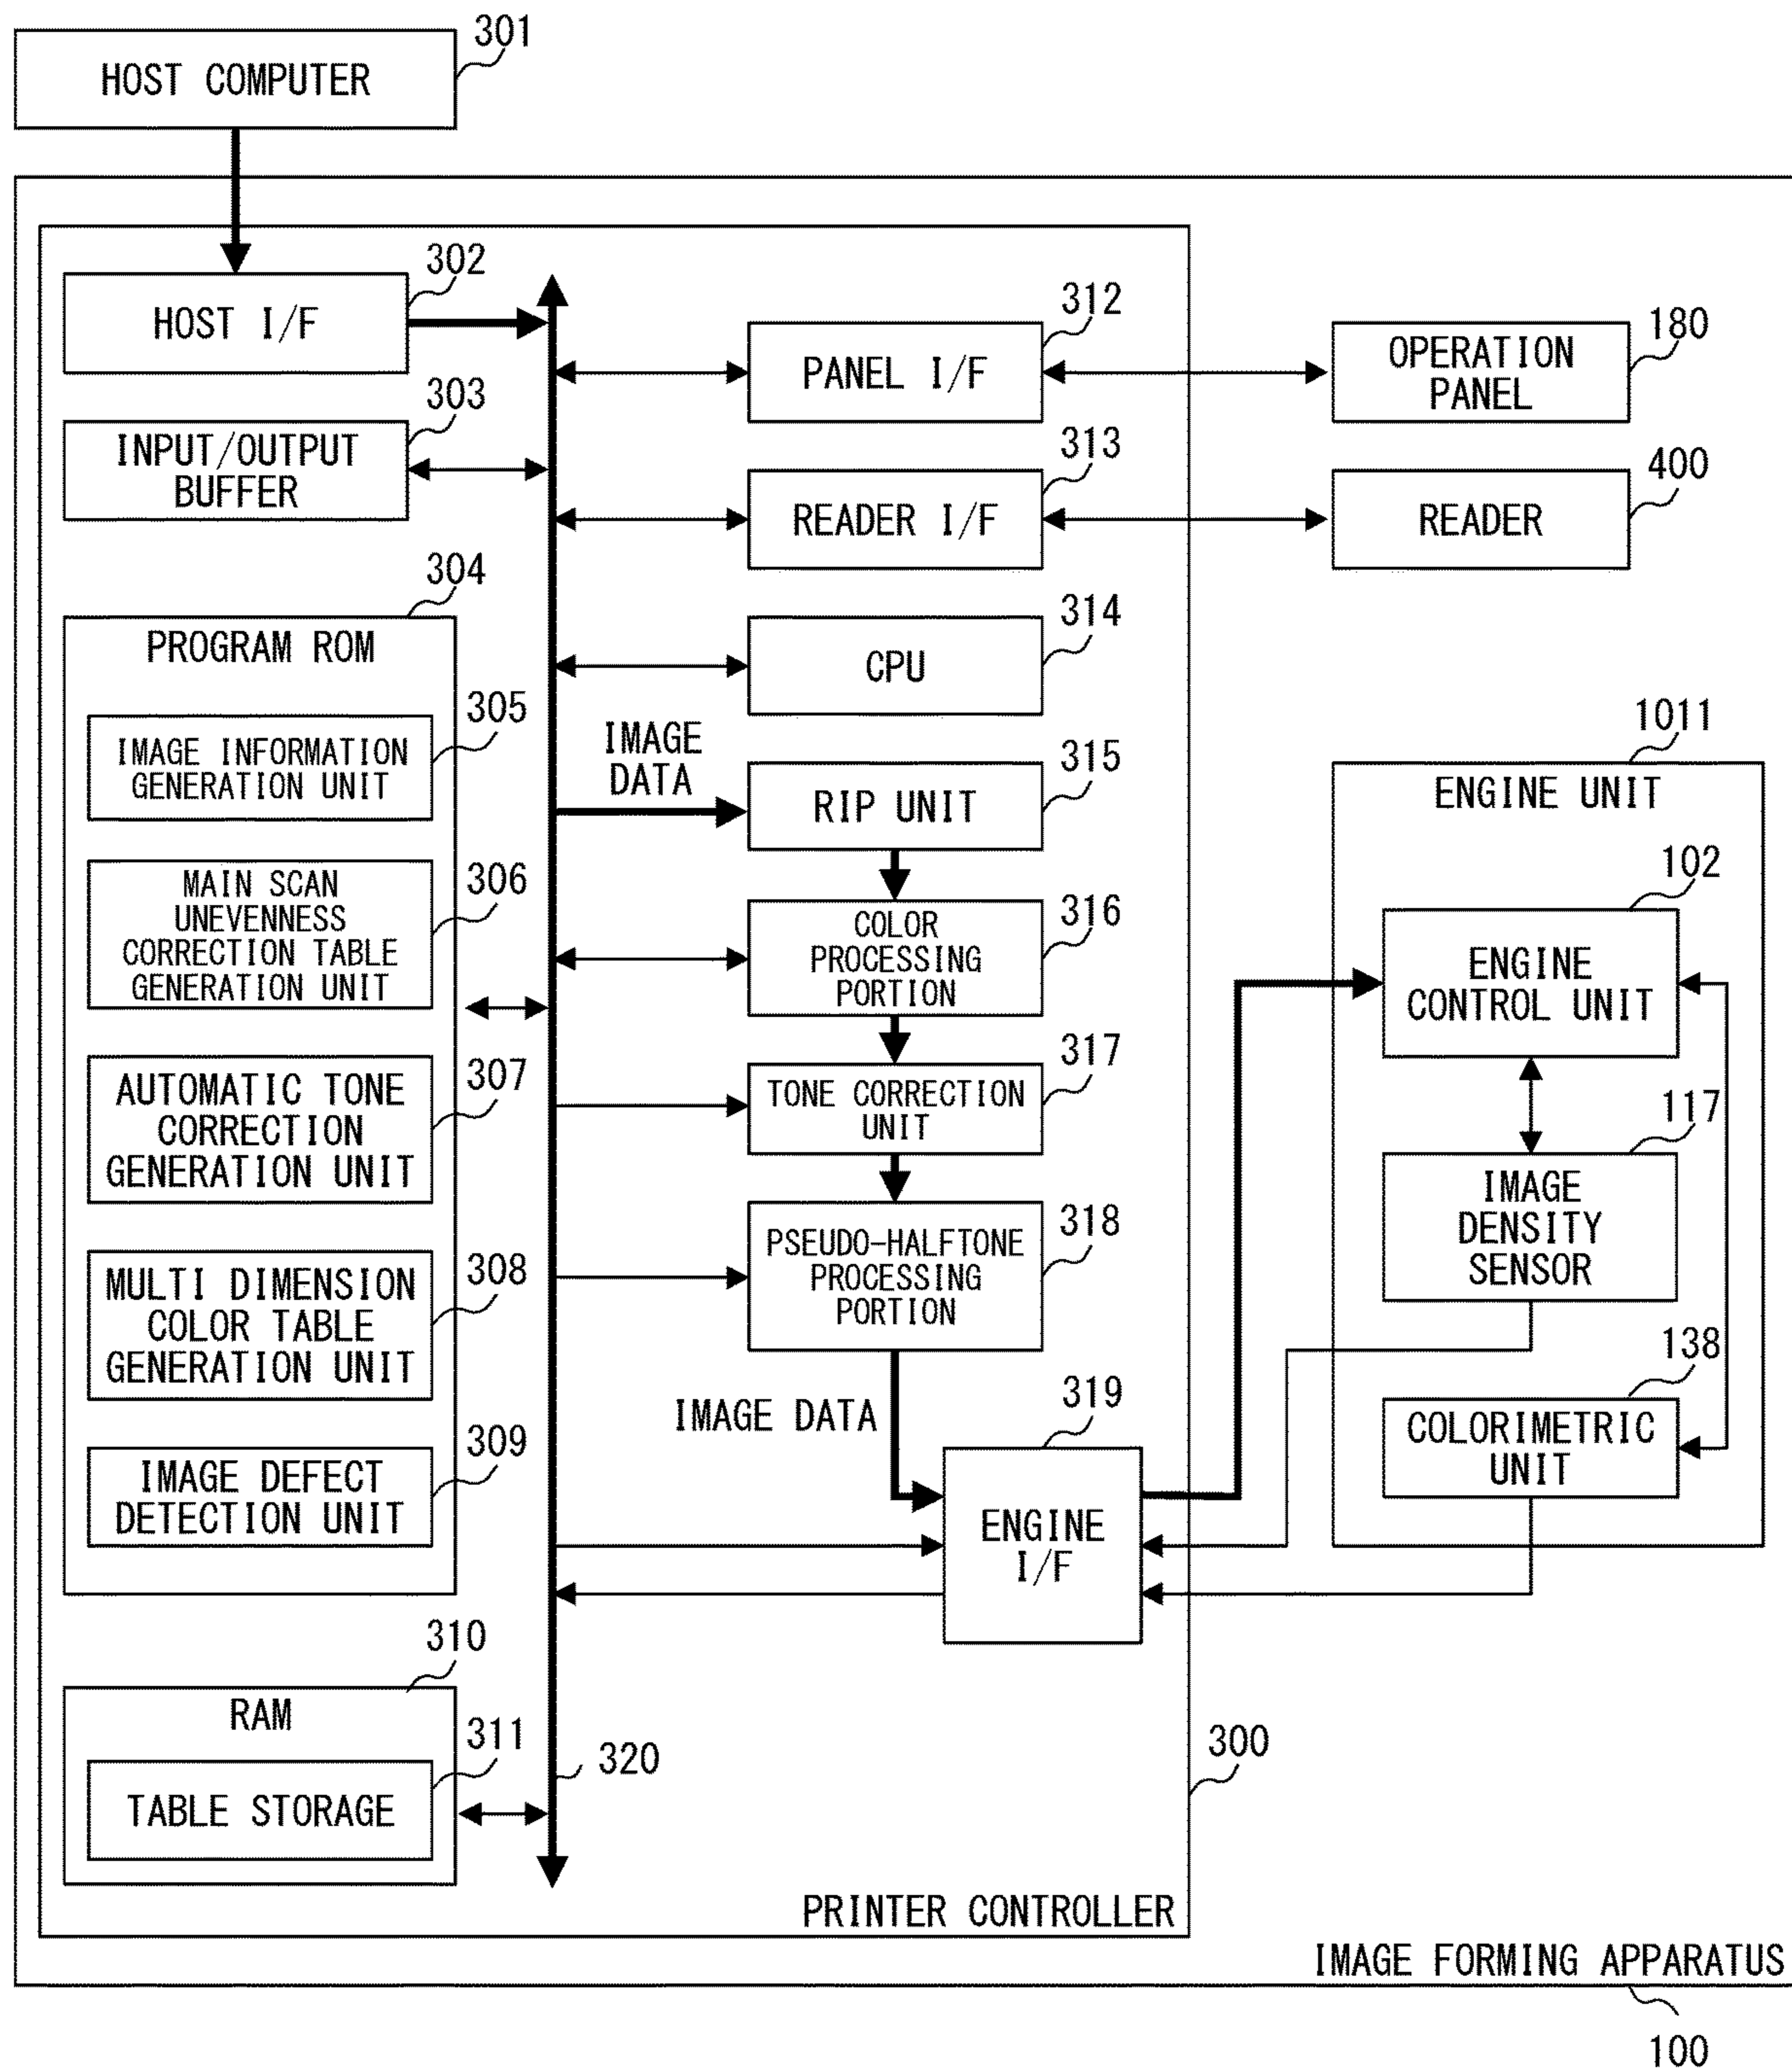 301
HOST COMPUTER
302
HOST I/F
303
INPUT/OUTPUT
BUFFER
304
PROGRAM ROM
305
IMAGE INFORMATION
GENERATION UNIT
306
MAIN SCAN
UNEVENNESS
CORRECTION TABLE
GENERATION UNIT
307
AUTOMATIC TONE
CORRECTION
GENERATION UNIT
308
MULTI DIMENSION
COLOR TABLE
GENERATION UNIT
309
IMAGE DEFECT
DETECTION UNIT
310
RAM
311
TABLE STORAGE
320
312
PANEL I/F
313
READER I/F
314
CPU
IMAGE
DATA
315
RIP UNIT
316
COLOR
PROCESSING
PORTION
317
TONE CORRECTION
UNIT
318
PSEUDO-HALFTONE
PROCESSING
PORTION
IMAGE DATA
319
ENGINE
I/F
300
PRINTER CONTROLLER
180
OPERATION
PANEL
400
READER
1011
ENGINE UNIT
102
ENGINE
CONTROL UNIT
117
IMAGE
DENSITY
SENSOR
138
COLORIMETRIC
UNIT
IMAGE FORMING APPARATUS
100